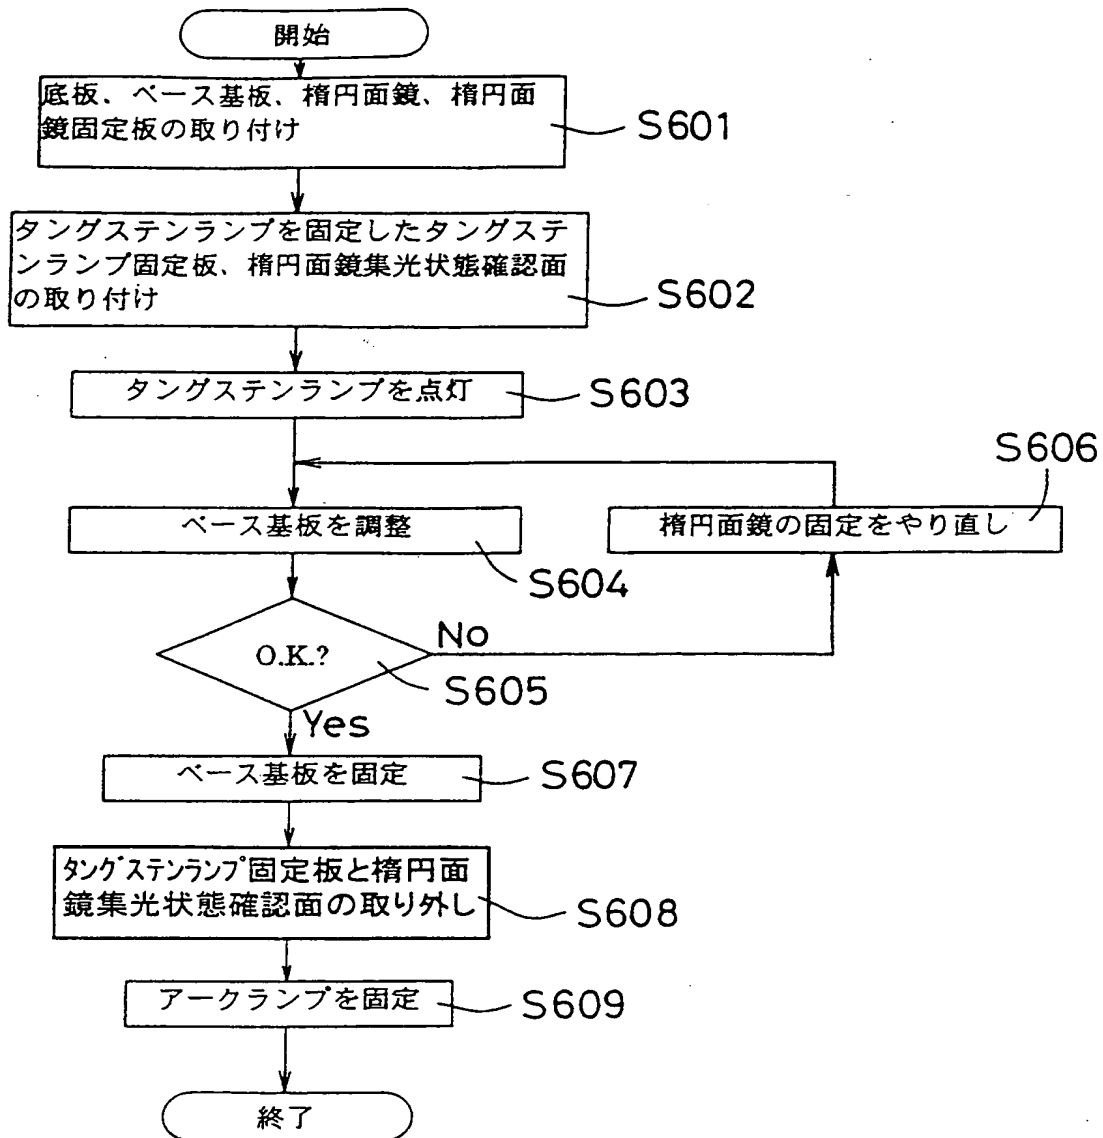 開始
底板、ベース基板、楕円面鏡、楕円面
鏡固定板の取り付け
S601
タングステンランプを固定したタングステ
ンランプ固定板、楕円面鏡集光状態確認面
の取り付け
S602
タングステンランプを点灯
S603
S606
ベース基板を調整
楕円面鏡の固定をやり直し
S604
No
O.K.?
S605
Yes
ベース基板を固定
S607
タングステンランプ固定板と楕円面
鏡集光状態確認面の取り外し
S608
アークランプを固定
S609
終了